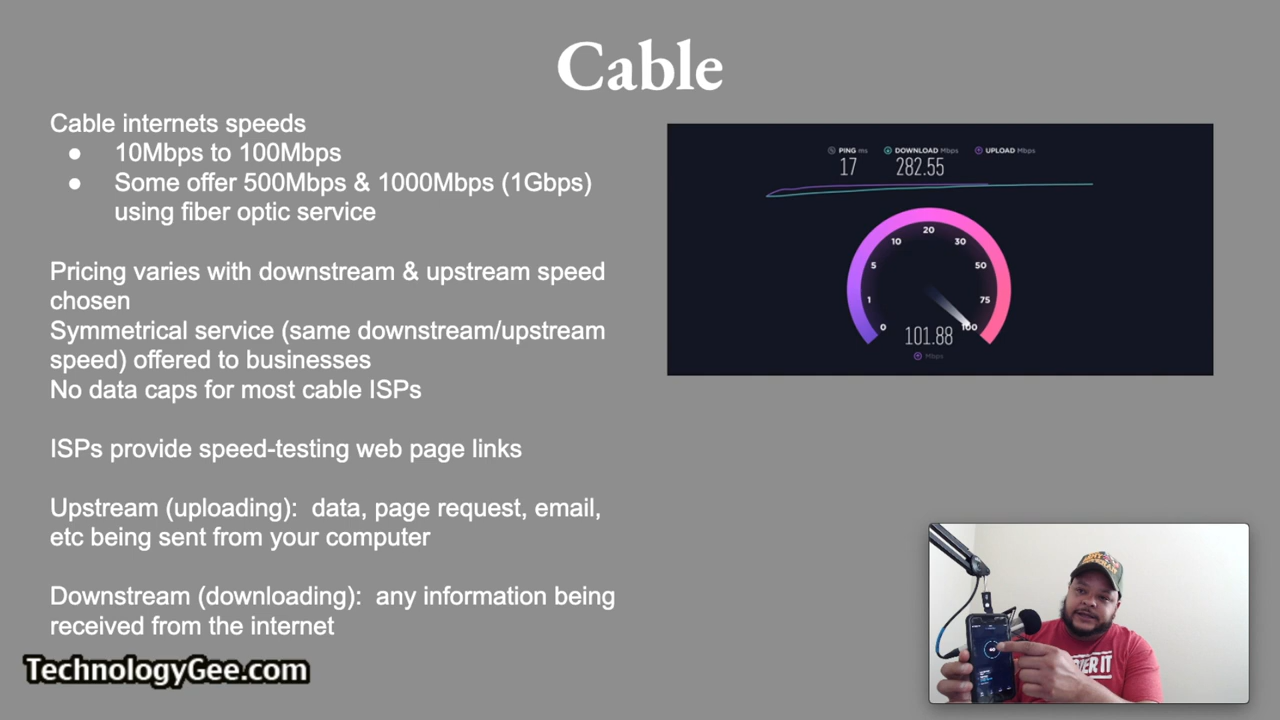 Cable
Cable internets speeds
● 10Mbps to 100Mbps
● Some offer 500Mbps & 1000Mbps (1Gbps)
using fiber optic service
Pricing varies with downstream & upstream speed
chosen
Symmetrical service (same downstream/upstream
speed) offered to businesses
No data caps for most cable ISPs
ISPs provide speed-testing web page links
Upstream (uploading):  data, page request, email,
etc being sent from your computer
Downstream (downloading):  any information being
received from the internet
TechnologyGee.com
PING ms DOWNLOAD Mbps UPLOAD Mbps
17 282.55
0 1 5 10 20 30 50 75 100
101.88
Mbps